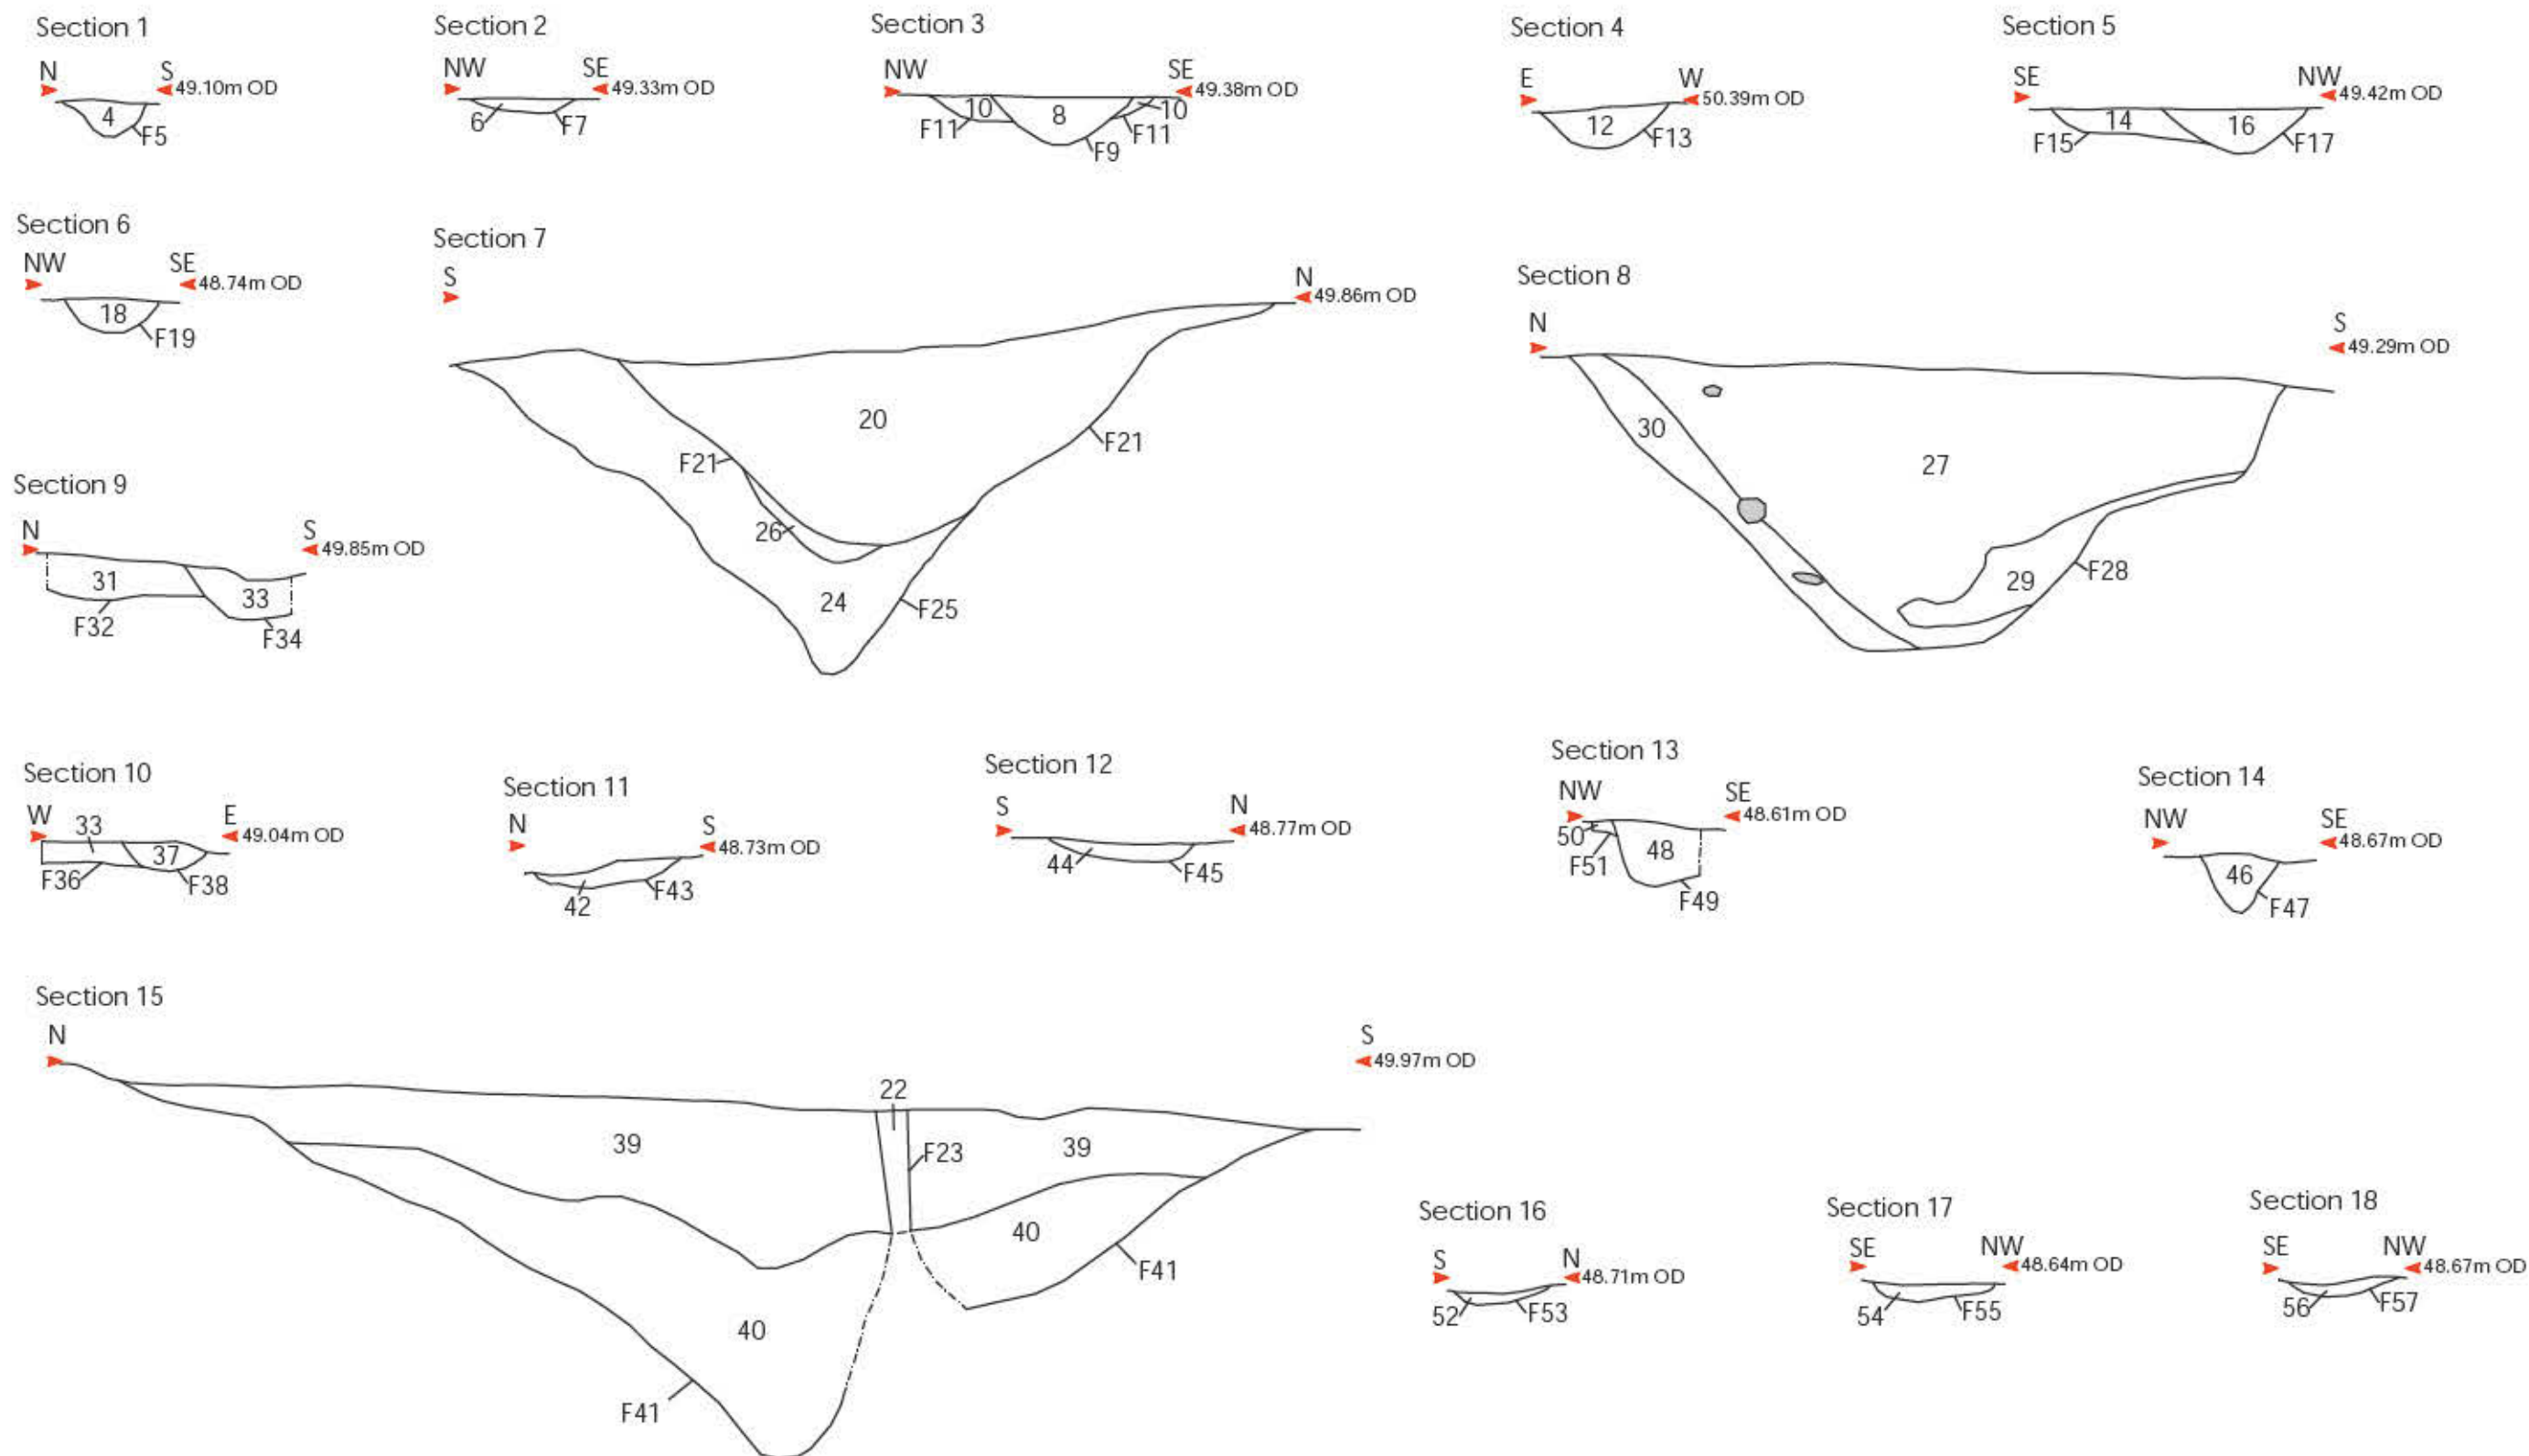 Section 1
N S
49.10m OD
4
F5
Section 2
NW SE
49.33m OD
6
F7
Section 3
NW SE
49.38m OD
10 8 10
F11 F11
F9
Section 4
E W
50.39m OD
12
F13
Section 5
SE NW
49.42m OD
14 16
F15 F17
Section 6
NW SE
48.74m OD
18
F19
Section 7
S N
49.86m OD
20
F21
F21
26
24
F25
Section 8
N S
49.29m OD
30
27
29
F28
Section 9
N S
49.85m OD
31
33
F32
F34
Section 10
W E
33
49.04m OD
37
F36 F38
Section 11
N S
48.73m OD
42
F43
Section 12
S N
48.77m OD
44
F45
Section 13
NW SE
48.61m OD
50
48
F51
F49
Section 14
NW SE
48.67m OD
46
F47
Section 15
N S
49.97m OD
22
39 39
F23
40
F41
40
F41
Section 16
S N
48.71m OD
52 F53
Section 17
SE NW
48.64m OD
54 F55
Section 18
SE NW
48.67m OD
56 F57